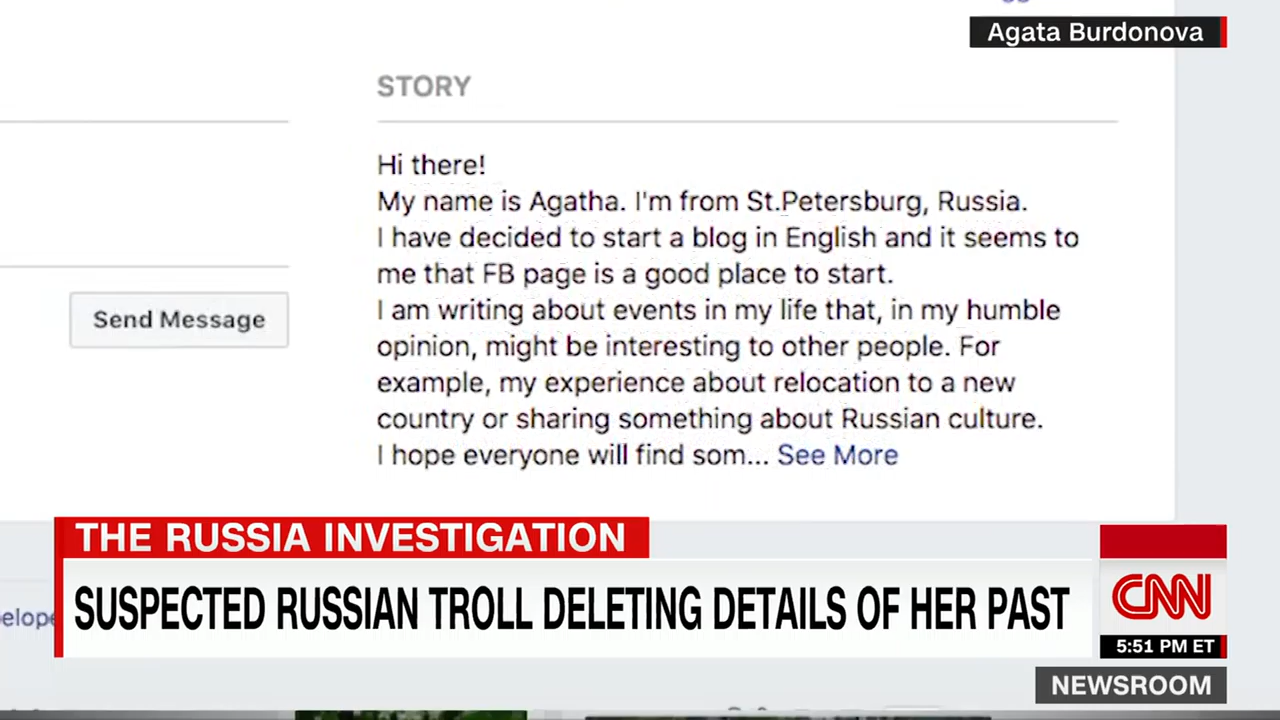 Agata Burdonova
STORY
Hi there!
My name is Agatha. I'm from St.Petersburg, Russia.
I have decided to start a blog in English and it seems to
me that FB page is a good place to start.
I am writing about events in my life that, in my humble
opinion, might be interesting to other people. For
example, my experience about relocation to a new
country or sharing something about Russian culture.
I hope everyone will find som... See More
Send Message
THE RUSSIA INVESTIGATION
SUSPECTED RUSSIAN TROLL DELETING DETAILS OF HER PAST
CNN
5:51 PM ET
NEWSROOM